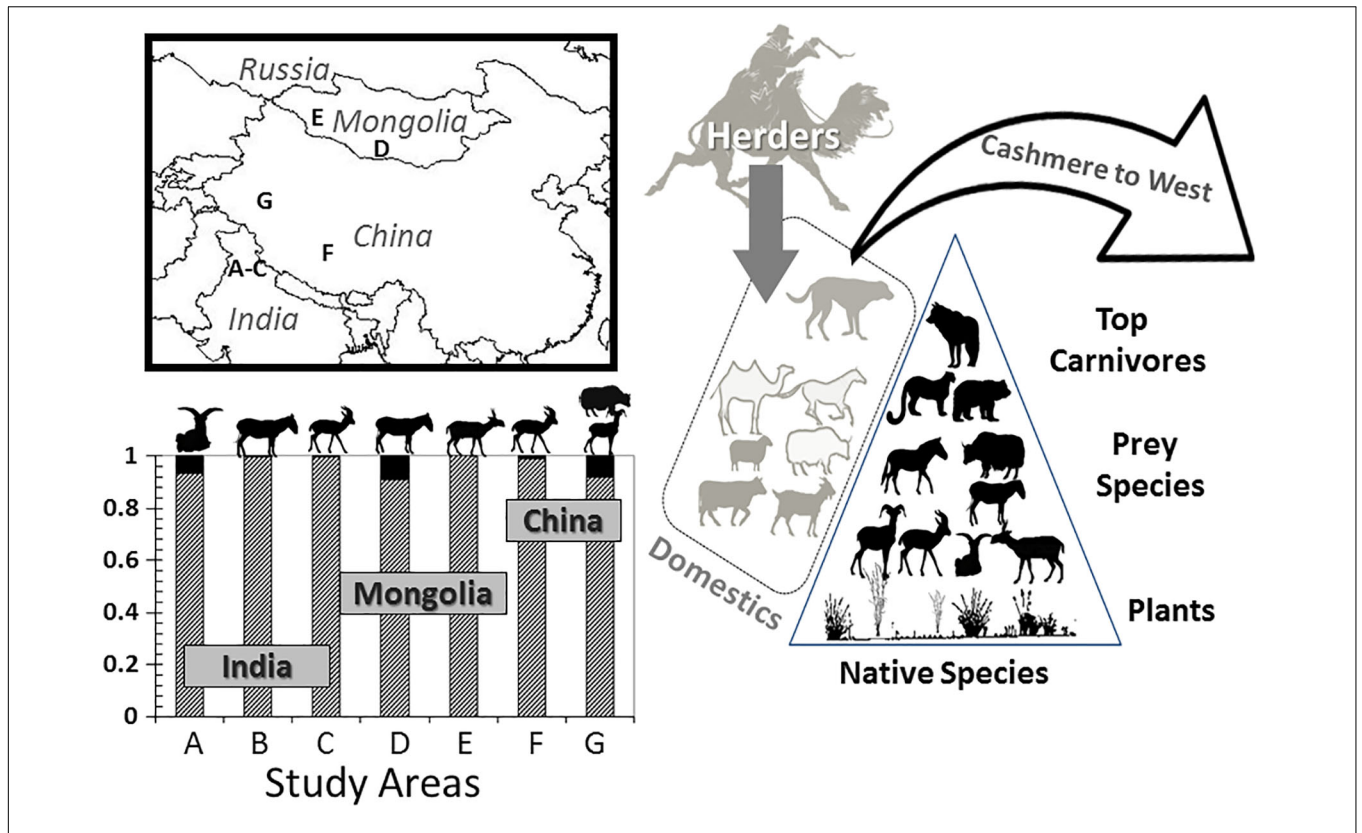 Russia
E
Mongolia
D
G
China
F
A-C
India
Herders
Cashmere to West
Domestics
Top
Carnivores
Prey
Species
Plants
Native Species
1
0.8
0.6
0.4
0.2
0
China
Mongolia
India
A B C D E F G
Study Areas